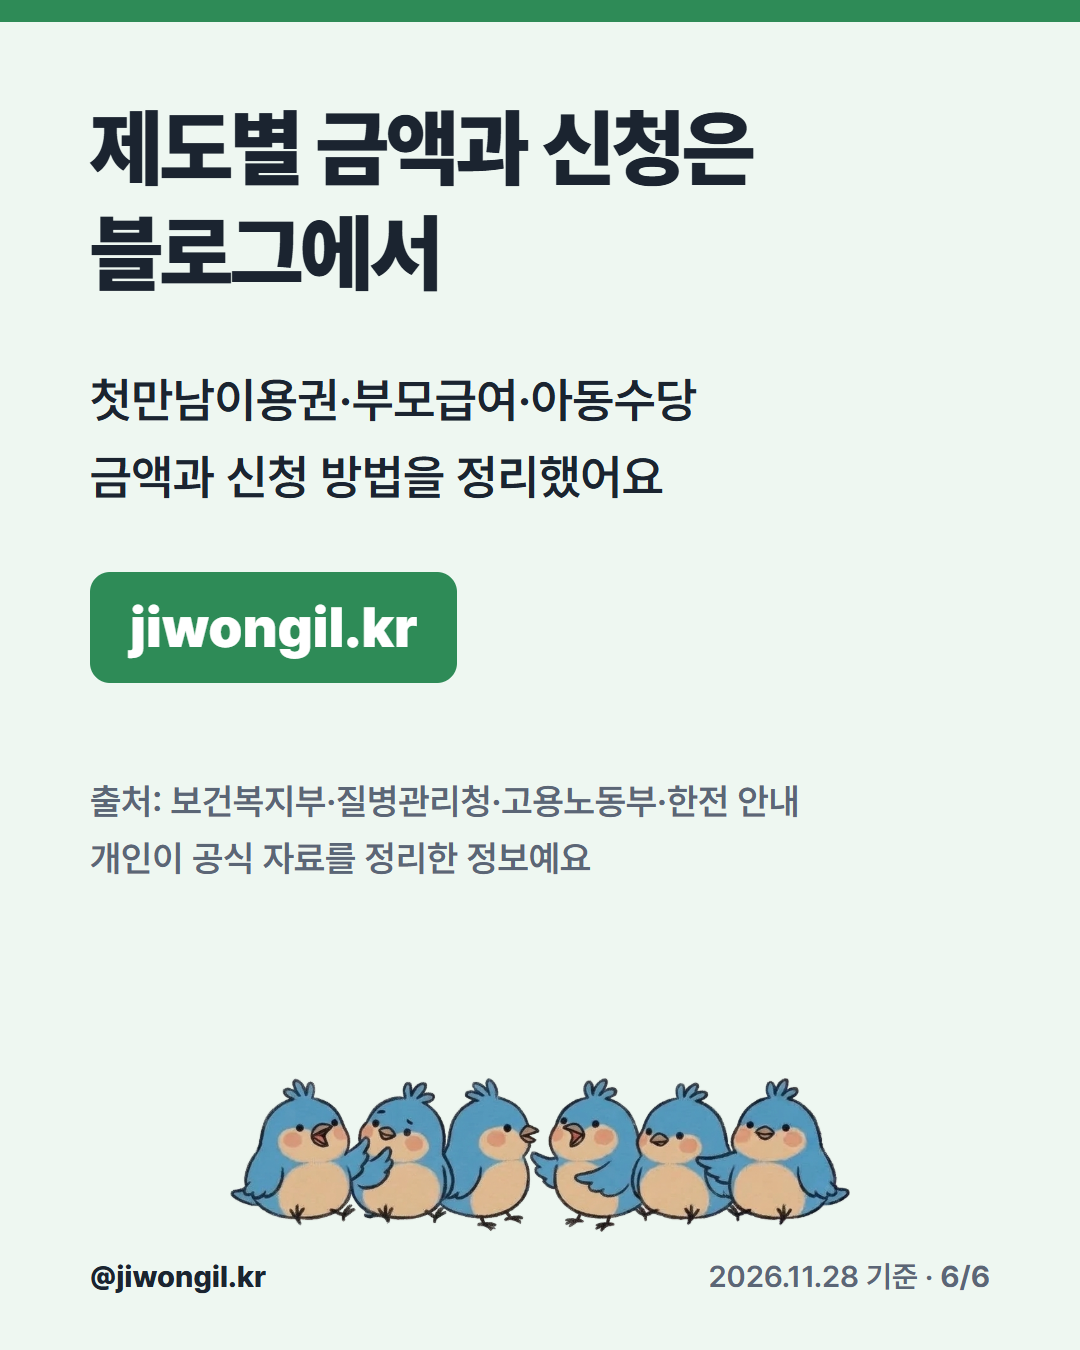 제도별 금액과 신청은
블로그에서
첫만남이용권·부모급여·아동수당
금액과 신청 방법을 정리했어요
jiwongil.kr
출처: 보건복지부·질병관리청·고용노동부·한전 안내
개인이 공식 자료를 정리한 정보예요
@jiwongil.kr
2026.11.28 기준 · 6/6